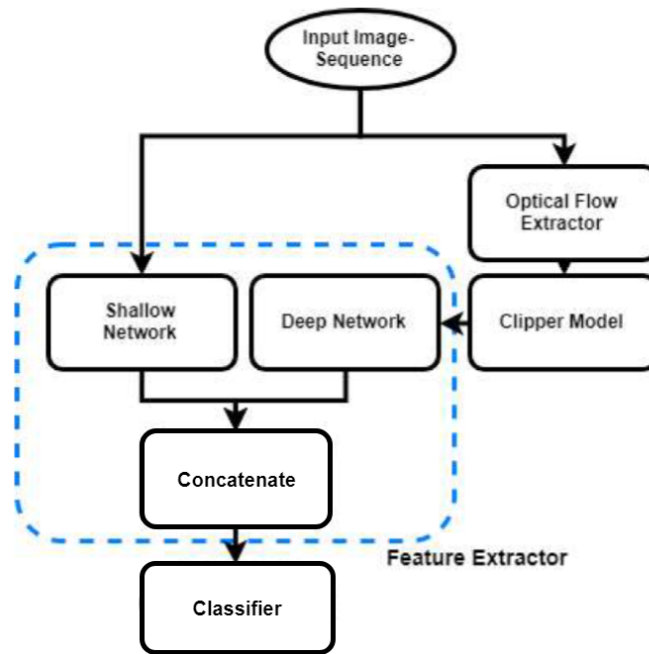 Input Image-
Sequence
Optical Flow
Extractor
Shallow
Network
Deep Network
Clipper Model
Concatenate
Feature Extractor
Classifier